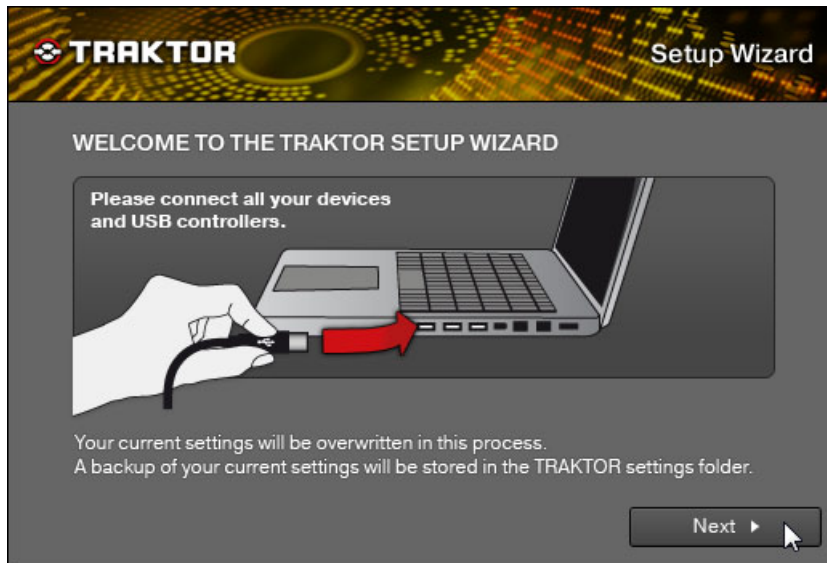 TRAKTOR
Setup Wizard
WELCOME TO THE TRAKTOR SETUP WIZARD
Please connect all your devices
and USB controllers.
Your current settings will be overwritten in this process.
A backup of your current settings will be stored in the TRAKTOR settings folder.
Next